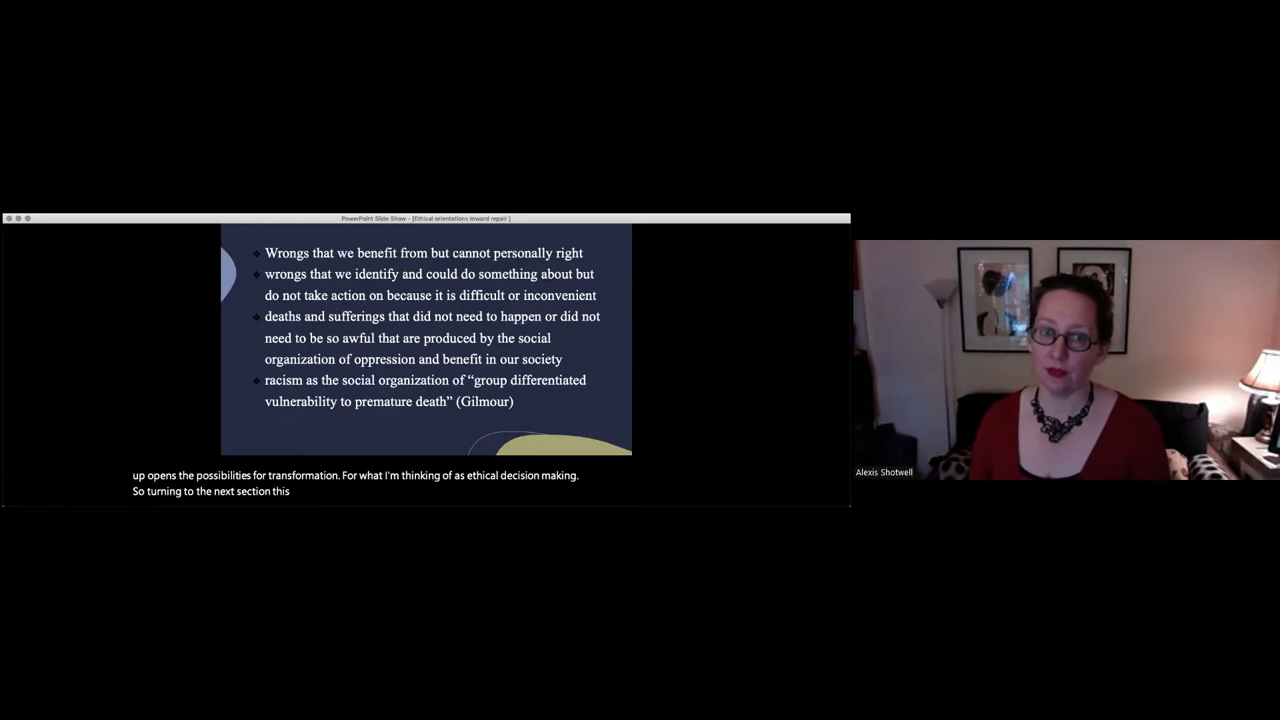 PowerPoint Slide Show - [Ethical orientations toward repair ]
Wrongs that we benefit from but cannot personally right
wrongs that we identify and could do something about but
do not take action on because it is difficult or inconvenient
deaths and sufferings that did not need to happen or did not
need to be so awful that are produced by the social
organization of oppression and benefit in our society
racism as the social organization of “group differentiated
vulnerability to premature death” (Gilmour)
up opens the possibilities for transformation. For what I'm thinking of as ethical decision making.
So turning to the next section this
Alexis Shotwell